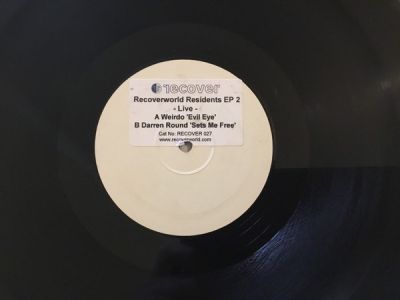 recover
Recoverworld Residents EP 2
- Live -
A Weirdo 'Evil Eye'
B Darren Round 'Sets Me Free'
Cat No: RECOVER 027
www.recoverworld.com